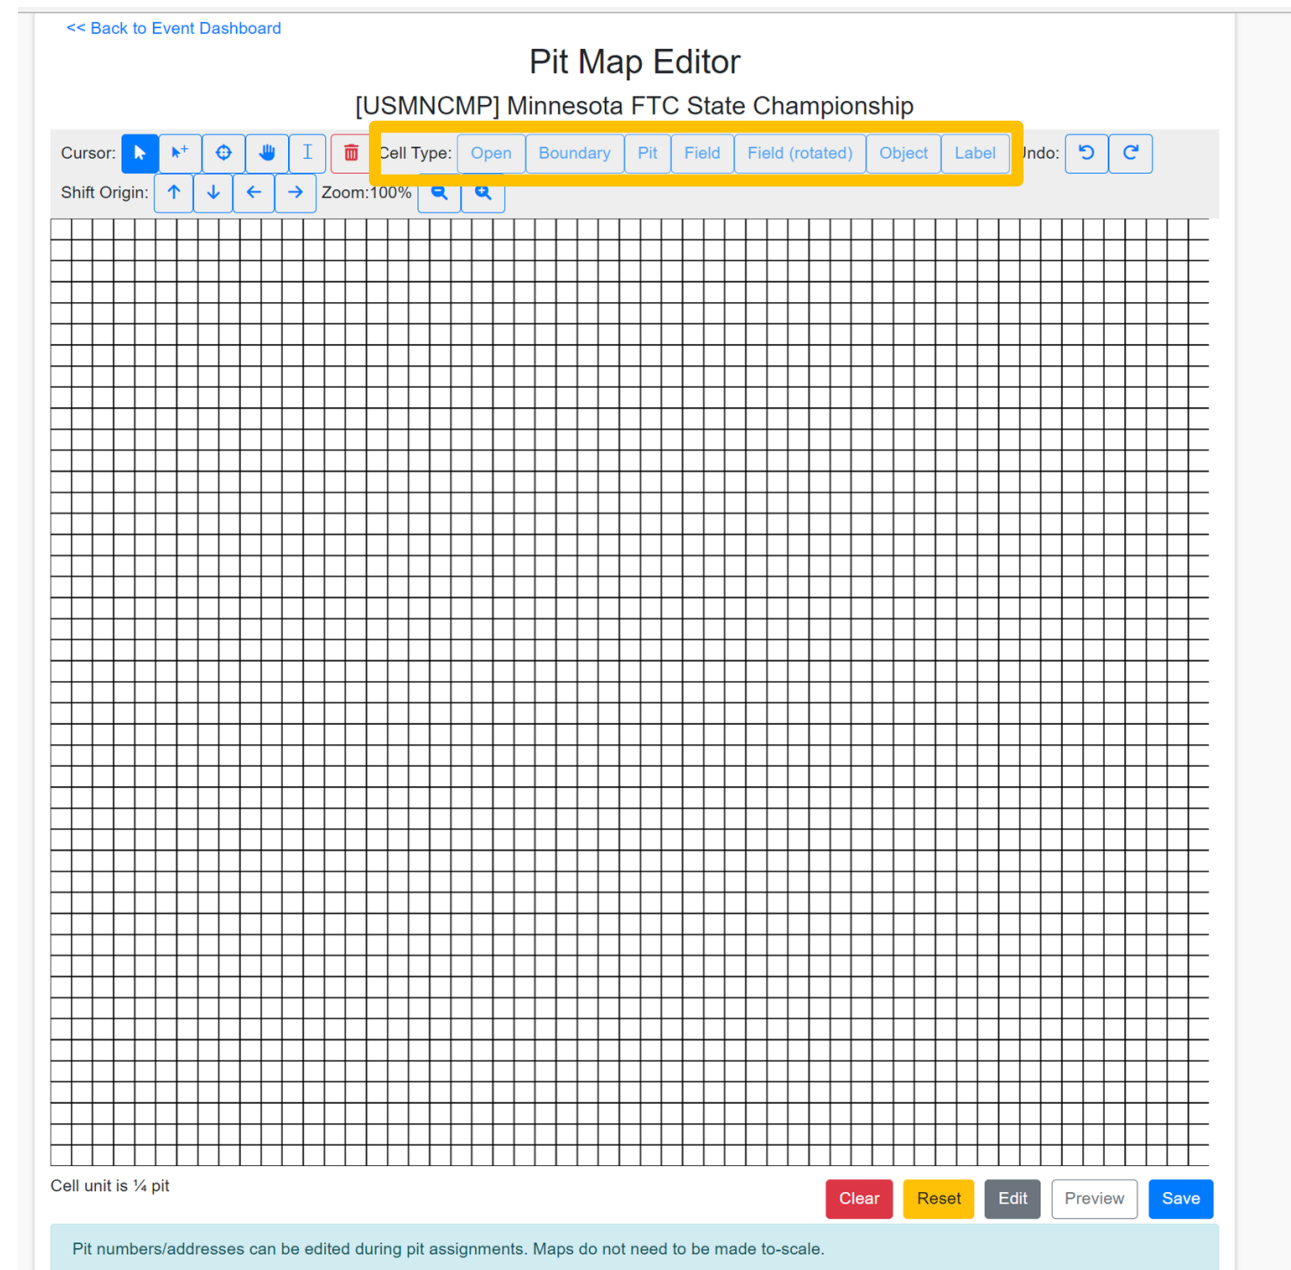 << Back to Event Dashboard
Pit Map Editor
[USMNCMP] Minnesota FTC State Championship
Cursor: Cell Type: Open Boundary Pit Field Field (rotated) Object Label Undo:
Shift Origin: Zoom:100%
Cell unit is ¼ pit
Clear Reset Edit Preview Save
Pit numbers/addresses can be edited during pit assignments. Maps do not need to be made to-scale.